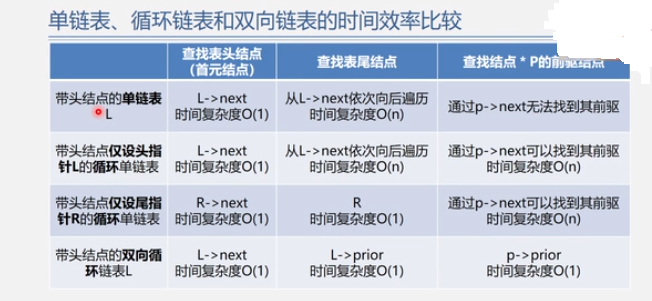 单链表、循环链表和双向链表的时间效率比较
查找表头结点
（首元结点）
查找表尾结点
查找结点 * P的前驱结点
带头结点的单链表
L
L->next
时间复杂度O(1)
从L->next依次向后遍历
时间复杂度O(n)
通过p->next无法找到其前驱
带头结点仅设头指
针L的循环单链表
L->next
时间复杂度O(1)
从L->next依次向后遍历
时间复杂度O(n)
通过p->next可以找到其前驱
时间复杂度O(n)
带头结点仅设尾指
针R的循环单链表
R->next
时间复杂度O(1)
R
时间复杂度O(1)
通过p->next可以找到其前驱
时间复杂度O(n)
带头结点的双向循
环链表L
L->next
时间复杂度O(1)
L->prior
时间复杂度O(1)
p->prior
时间复杂度O(1)